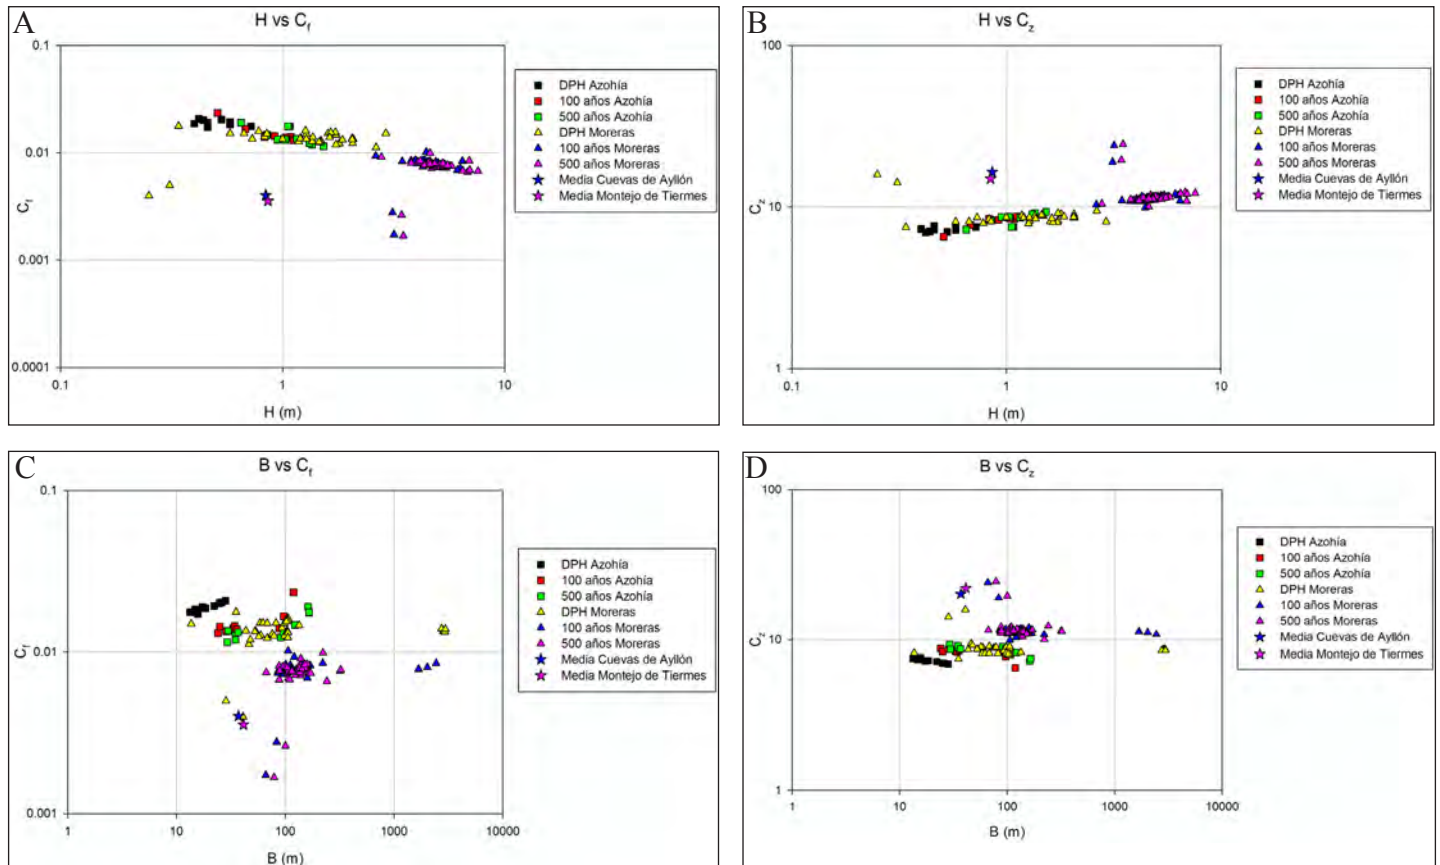 A
H vs Cf
0.1
0.01
0.001
0.0001
Cf
0.1
1
10
H (m)
DPH Azohía
100 años Azohía
500 años Azohía
DPH Moreras
100 años Moreras
500 años Moreras
Media Cuevas de Ayllón
Media Montejo de Tiermes
B
H vs Cz
100
10
1
Cz
0.1
1
10
H (m)
DPH Azohía
100 años Azohía
500 años Azohía
DPH Moreras
100 años Moreras
500 años Moreras
Media Cuevas de Ayllón
Media Montejo de Tiermes
C
B vs Cf
0.1
0.01
0.001
Cf
1
10
100
1000
10000
B (m)
DPH Azohía
100 años Azohía
500 años Azohía
DPH Moreras
100 años Moreras
500 años Moreras
Media Cuevas de Ayllón
Media Montejo de Tiermes
D
B vs Cz
100
10
1
Cz
1
10
100
1000
10000
B (m)
DPH Azohía
100 años Azohía
500 años Azohía
DPH Moreras
100 años Moreras
500 años Moreras
Media Cuevas de Ayllón
Media Montejo de Tiermes